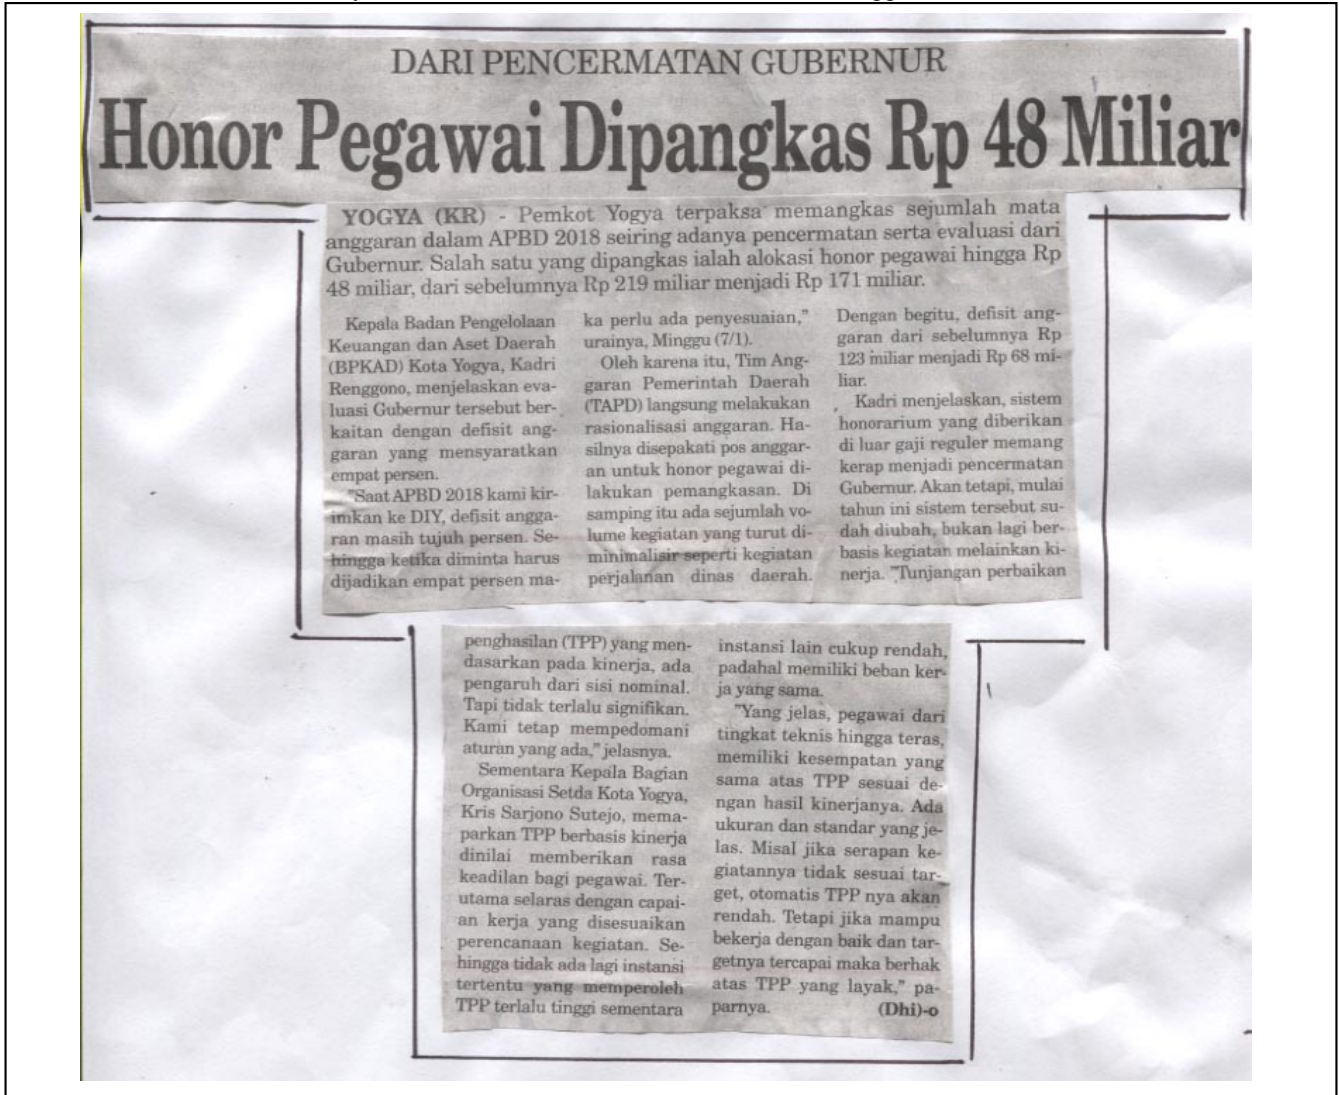 DARI PENCERMATAN GUBERNUR
Honor Pegawai Dipangkas Rp 48 Miliar
YOGYA (KR) - Pemkot Yogya terpaksa memangkas sejumlah mata
anggaran dalam APBD 2018 seiring adanya pencermatan serta evaluasi dari
Gubernur. Salah satu yang dipangkas ialah alokasi honor pegawai hingga Rp
48 miliar, dari sebelumnya Rp 219 miliar menjadi Rp 171 miliar.
Kepala Badan Pengelolaan
Keuangan dan Aset Daerah
(BPKAD) Kota Yogya, Kadri
Renggono, menjelaskan eva-
luasi Gubernur tersebut ber-
kaitan dengan defisit ang-
garan yang mensyaratkan
empat persen.
"Saat APBD 2018 kami kir-
imkan ke DIY, defisit angga-
ran masih tujuh persen. Se-
hingga ketika diminta harus
dijadikan empat persen ma-
ka perlu ada penyesuaian,"
urainya, Minggu (7/1).
Oleh karena itu, Tim Ang-
garan Pemerintah Daerah
(TAPD) langsung melakukan
rasionalisasi anggaran. Ha-
silnya disepakati pos anggar-
an untuk honor pegawai di-
lakukan pemangkasan. Di
samping itu ada sejumlah vo-
lume kegiatan yang turut di-
minimalisir seperti kegiatan
perjalanan dinas daerah.
Dengan begitu, defisit ang-
garan dari sebelumnya Rp
123 miliar menjadi Rp 68 mi-
liar.
Kadri menjelaskan, sistem
honorarium yang diberikan
di luar gaji reguler memang
kerap menjadi pencermatan
Gubernur. Akan tetapi, mulai
tahun ini sistem tersebut su-
dah diubah, bukan lagi ber-
basis kegiatan melainkan ki-
nerja. "Tunjangan perbaikan
penghasilan (TPP) yang men-
dasarkan pada kinerja, ada
pengaruh dari sisi nominal.
Tapi tidak terlalu signifikan.
Kami tetap mempedomani
aturan yang ada," jelasnya.
Sementara Kepala Bagian
Organisasi Setda Kota Yogya,
Kris Sarjono Sutejo, mema-
parkan TPP berbasis kinerja
dinilai memberikan rasa
keadilan bagi pegawai. Ter-
utama selaras dengan capai-
an kerja yang disesuaikan
perencanaan kegiatan. Se-
hingga tidak ada lagi instansi
tertentu yang memperoleh
TPP terlalu tinggi sementara
instansi lain cukup rendah,
padahal memiliki beban ker-
ja yang sama.
"Yang jelas, pegawai dari
tingkat teknis hingga teras,
memiliki kesempatan yang
sama atas TPP sesuai de-
ngan hasil kinerjanya. Ada
ukuran dan standar yang je-
las. Misal jika serapan ke-
giatannya tidak sesuai tar-
get, otomatis TPP nya akan
rendah. Tetapi jika mampu
bekerja dengan baik dan tar-
getnya tercapai maka berhak
atas TPP yang layak," pa-
parnya. (Dhi)-o